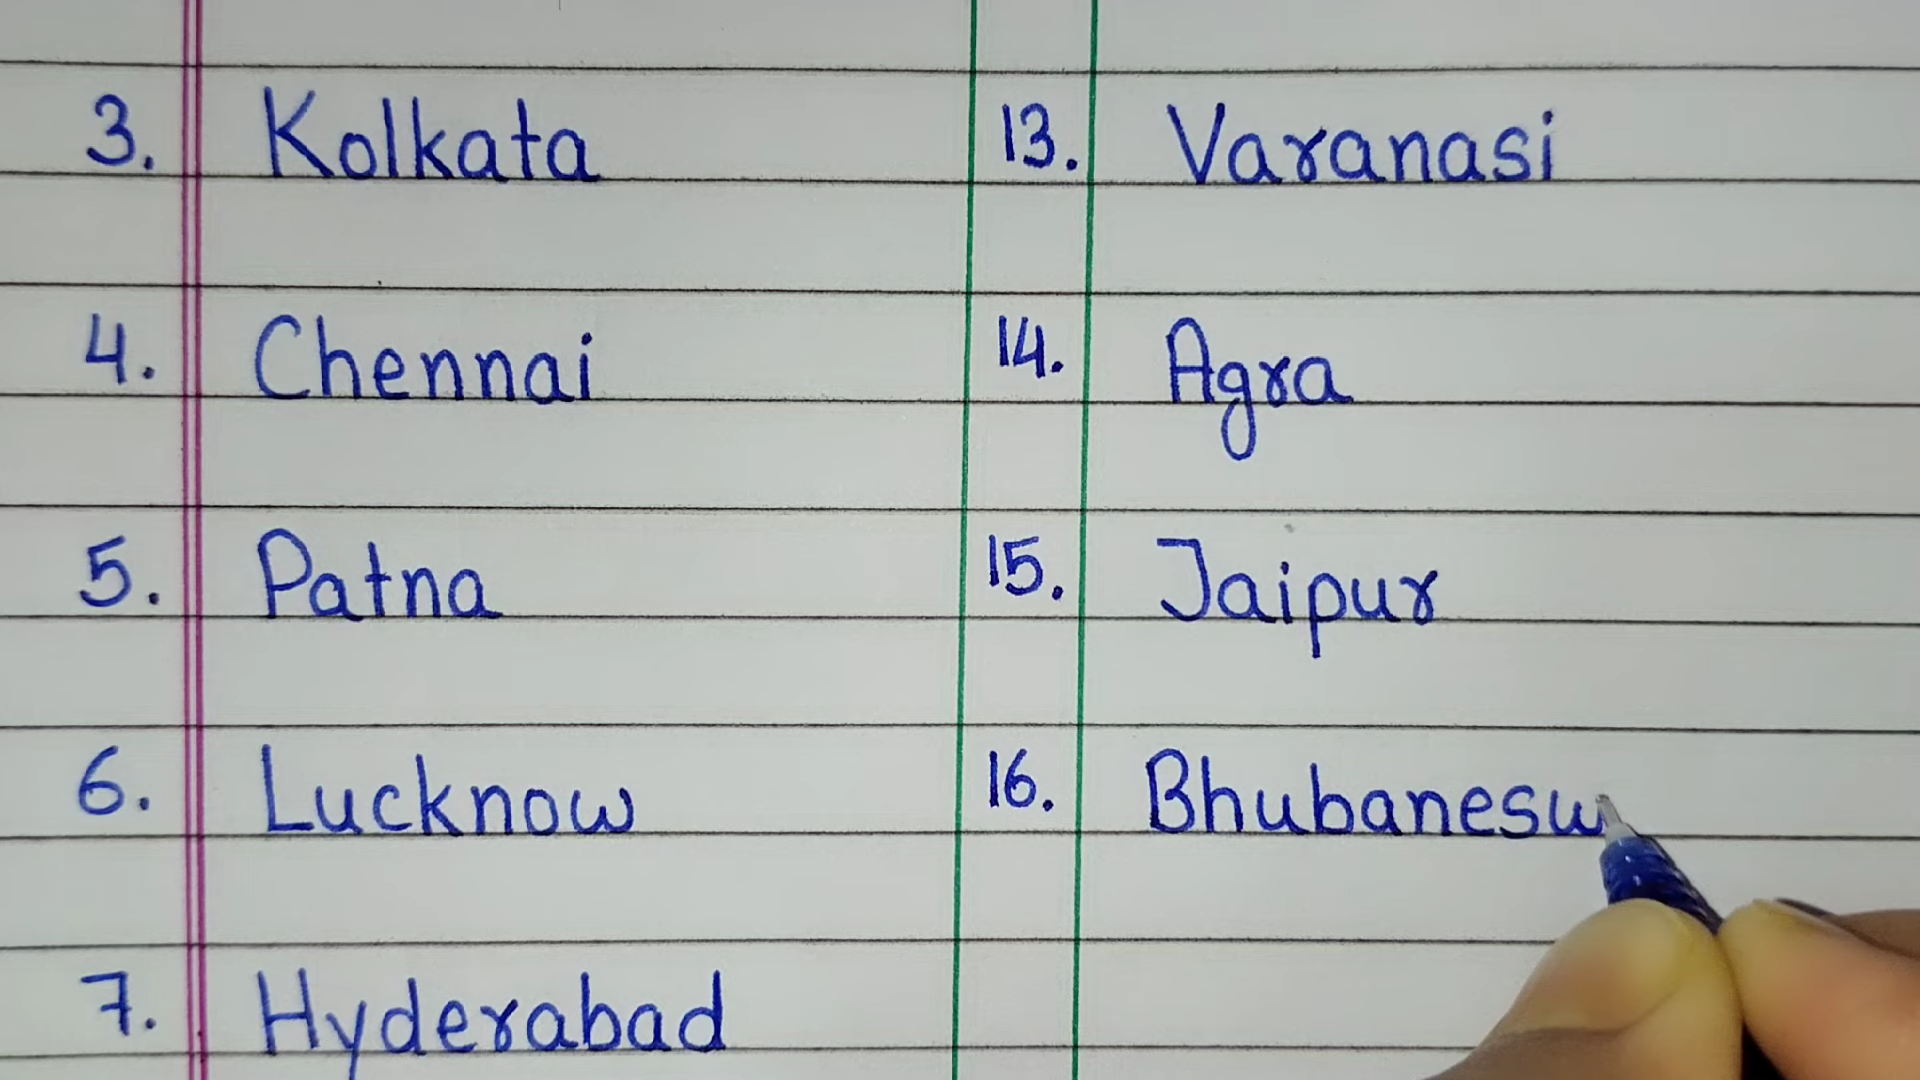 3. Kolkata
4. Chennai
5. Patna
6. Lucknow
7. Hyderabad
13. Varanasi
14. Agra
15. Jaipur
16. Bhubanesw